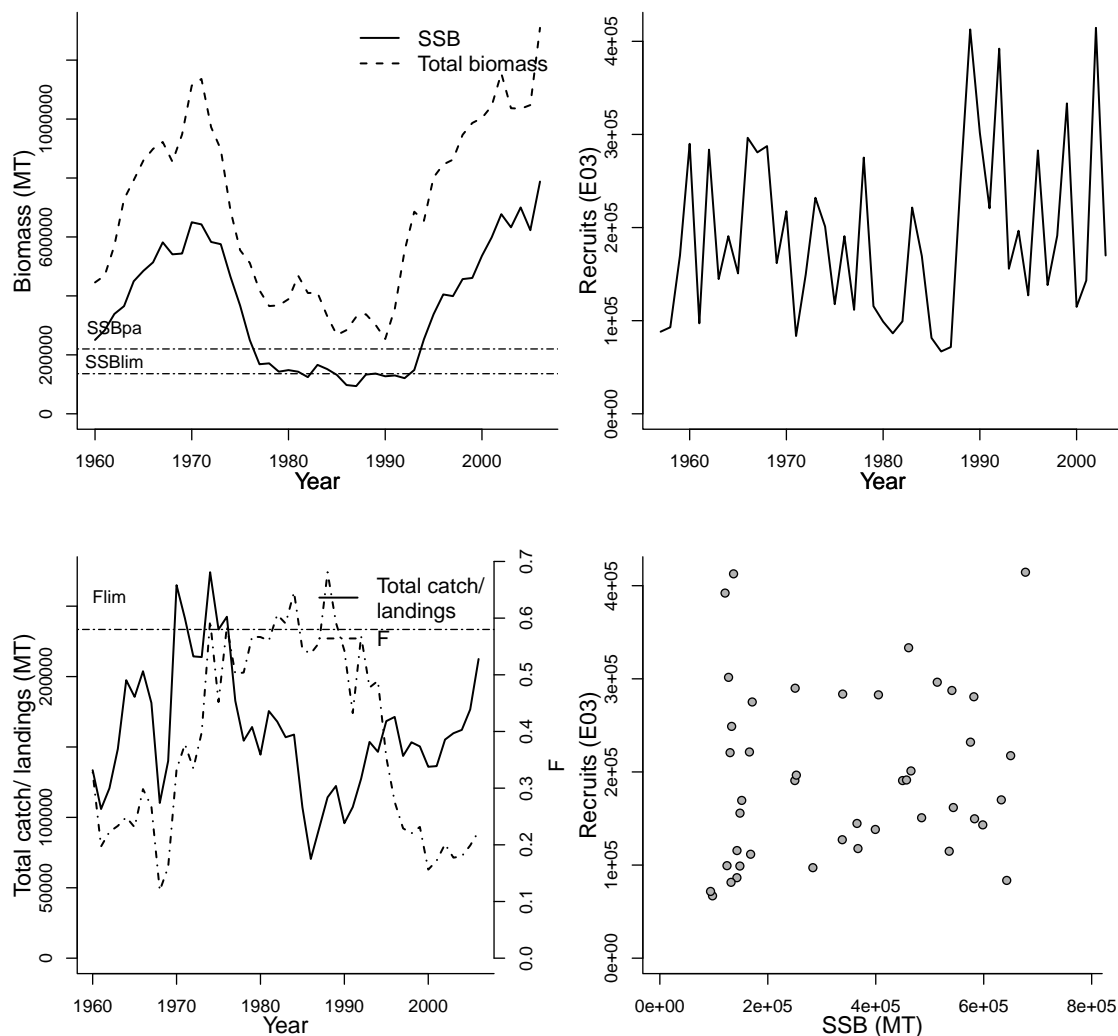 SSB
Total biomass
Biomass (MT)
0
200000
600000
1000000
SSBpa
SSBlim
1960
1970
1980
1990
2000
Year
Recruits (E03)
0e+00
1e+05
2e+05
3e+05
4e+05
1960
1970
1980
1990
2000
Year
Total catch/ landings (MT)
0
50000
100000
200000
Flim
Total catch/
landings
F
0.0
0.1
0.2
0.3
0.4
0.5
0.6
0.7
F
1960
1970
1980
1990
2000
Year
Recruits (E03)
0e+00
1e+05
2e+05
3e+05
4e+05
0e+00
2e+05
4e+05
6e+05
8e+05
SSB (MT)